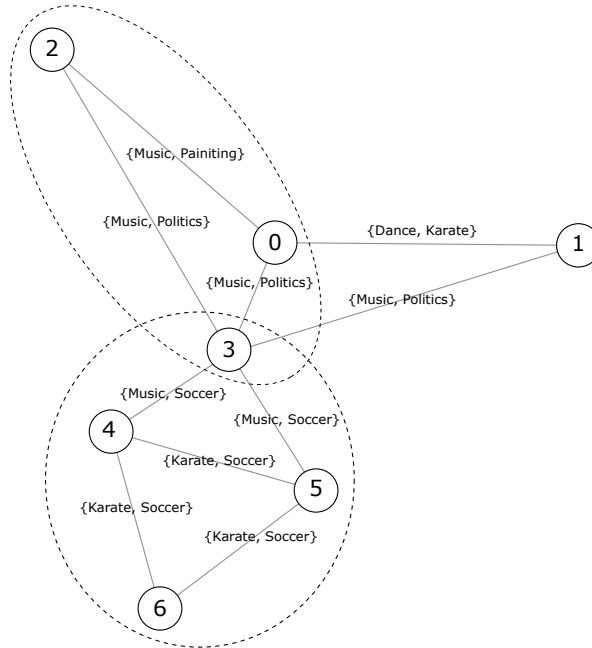 2
{Music, Painiting}
{Music, Politics}
0
{Dance, Karate}
1
{Music, Politics}
{Music, Politics}
3
{Music, Soccer}
{Music, Soccer}
4
{Karate, Soccer}
5
{Karate, Soccer}
{Karate, Soccer}
6